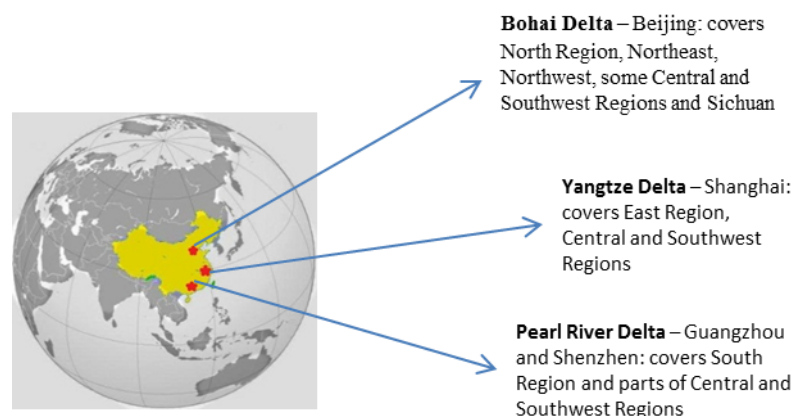 Bohai Delta – Beijing: covers
North Region, Northeast,
Northwest, some Central and
Southwest Regions and Sichuan
Yangtze Delta – Shanghai:
covers East Region,
Central and Southwest
Regions
Pearl River Delta – Guangzhou
and Shenzhen: covers South
Region and parts of Central and
Southwest Regions